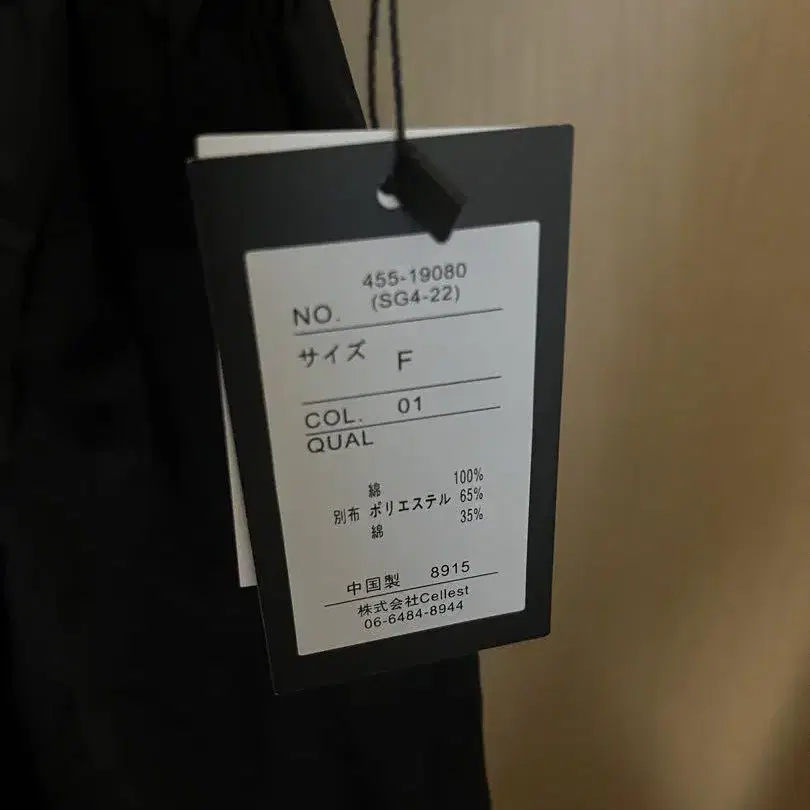 455-19080
NO. (SG4-22)
サイズ F
COL. 01
QUAL
綿 100%
別布 ポリエステル 65%
綿 35%
中国製 8915
株式会社Cellest
06-6484-8944